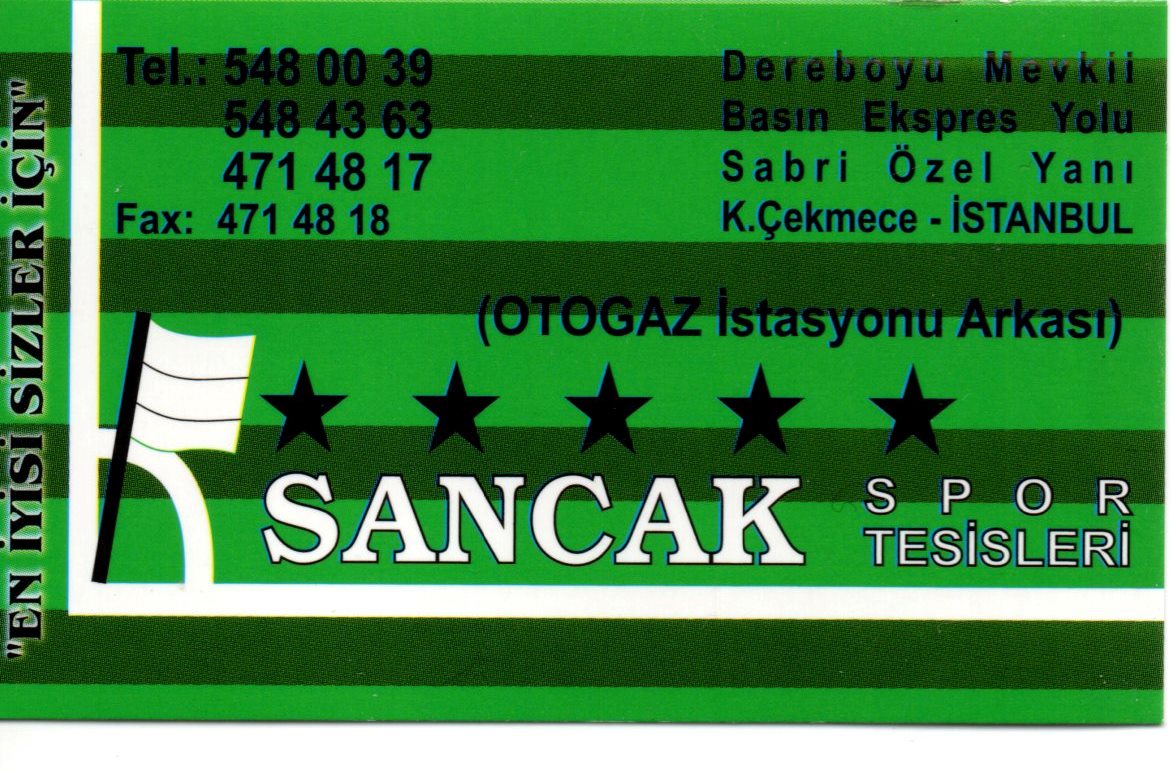 "EN İYİSİ SİZLER İÇİN"
Tel.: 548 00 39
548 43 63
471 48 17
Fax: 471 48 18
Dereboyu Mevkii
Basın Ekspres Yolu
Sabri Özel Yanı
K.Çekmece - İSTANBUL
(OTOGAZ İstasyonu Arkası)
SANCAK SPOR
TESİSLERİ